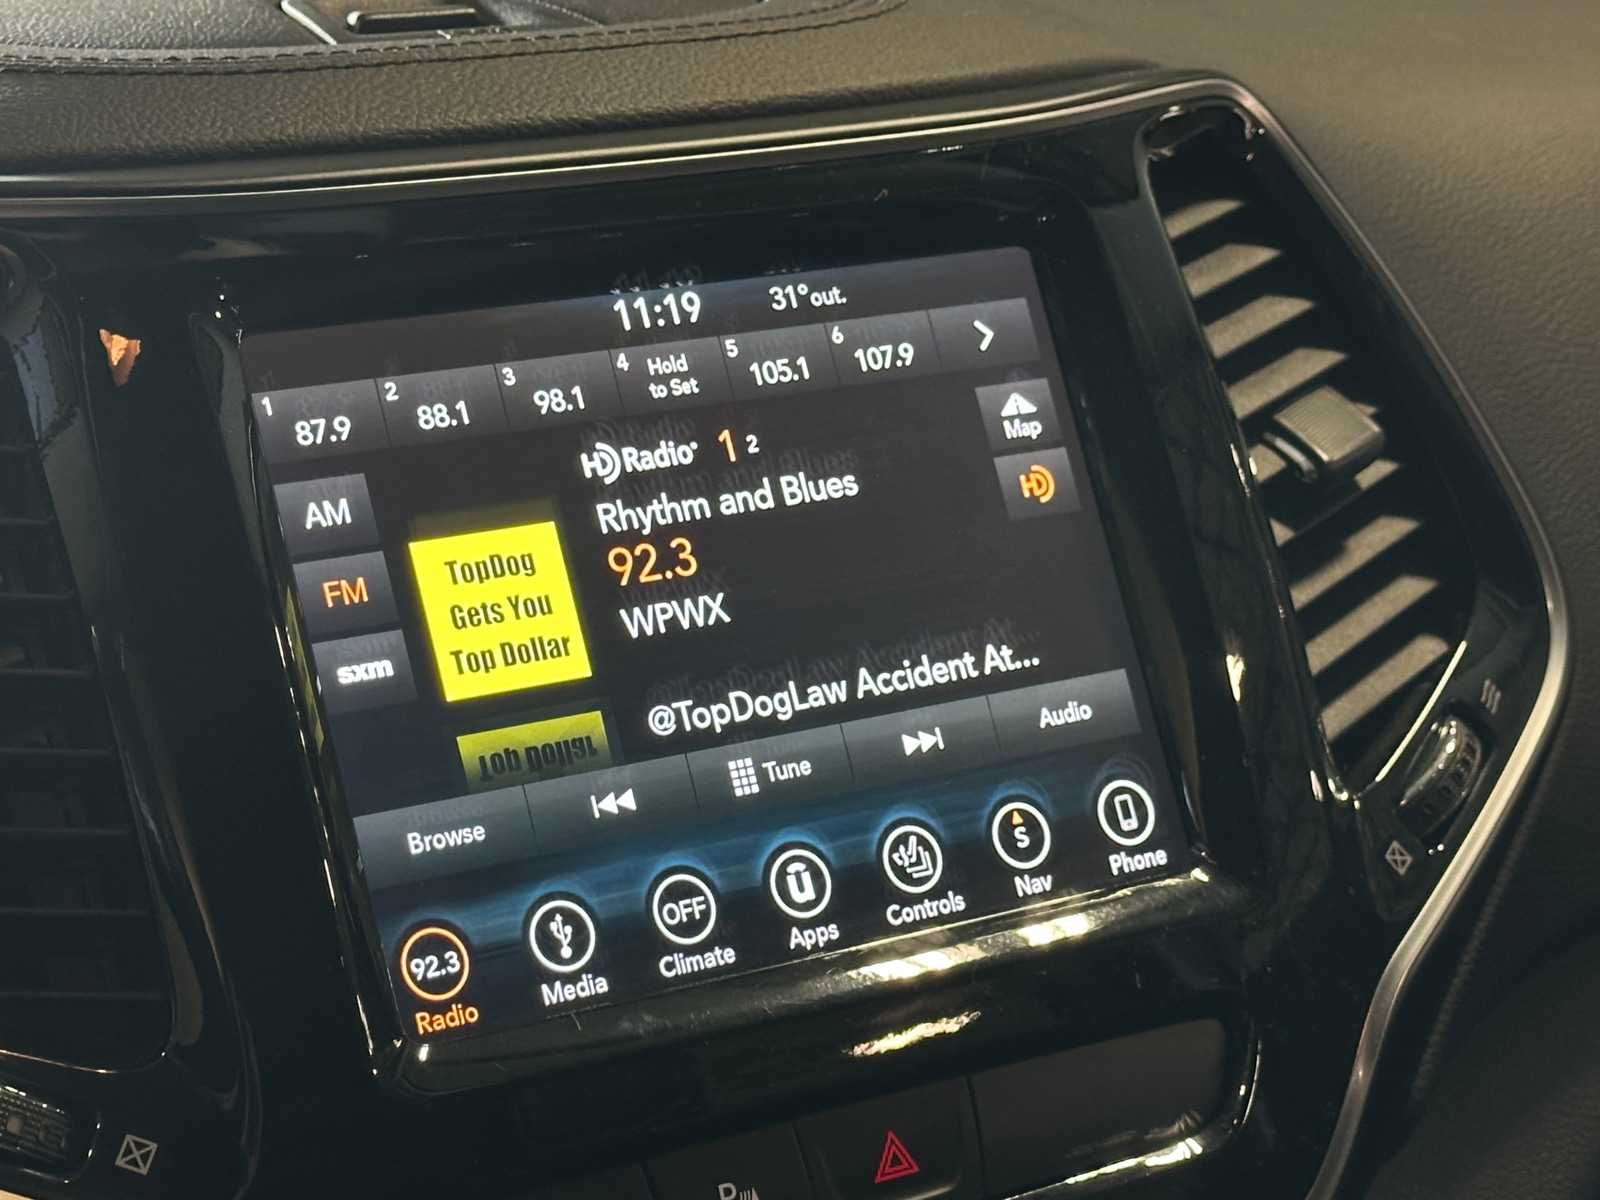 11:19 31° out.
1 87.9 2 88.1 3 98.1 4 Hold to Set 5 105.1 6 107.9
HD Radio 1 2
Map
Rhythm and Blues
HD
AM
FM
sxm
TopDog
Gets You
Top Dollar
92.3
WPWX
@TopDogLaw Accident At...
Top Dollar
Browse Tune Audio
92.3 OFF S
Radio Media Climate Apps Controls Nav Phone
P